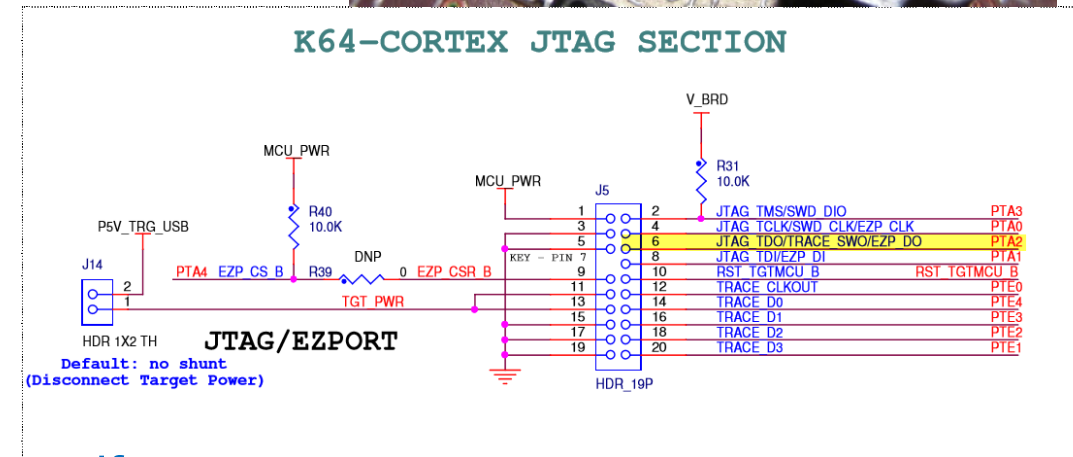 K64-CORTEX JTAG SECTION
V_BRD
MCU_PWR
R31
10.0K
MCU_PWR
J5
R40
10.0K
P5V_TRG_USB
1
2 JTAG_TMS/SWD_DIO PTA3
3
4 JTAG_TCLK/SWD_CLK/EZP_CLK PTA0
5
6 JTAG_TDO/TRACE_SWO/EZP_DO PTA2
KEY - PIN 7
8 JTAG_TDI/EZP_DI PTA1
J14
DNP
PTA4 EZP_CS_B R39 0 EZP_CSR_B
9
10 RST_TGTMCU_B RST_TGTMCU_B
2
11
12 TRACE_CLKOUT PTE0
1 TGT_PWR
13
14 TRACE_D0 PTE4
15
16 TRACE_D1 PTE3
17
18 TRACE_D2 PTE2
19
20 TRACE_D3 PTE1
HDR 1X2 TH
JTAG/EZPORT
HDR_19P
Default: no shunt
(Disconnect Target Power)